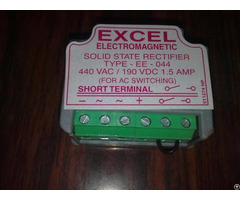 EXCEL
ELECTROMAGNETIC
SOLID STATE RECTIFIER
TYPE - EE - 044
440 VAC / 190 VDC 1.5 AMP
(FOR AC SWITCHING)
SHORT TERMINAL
- ~ ~ +